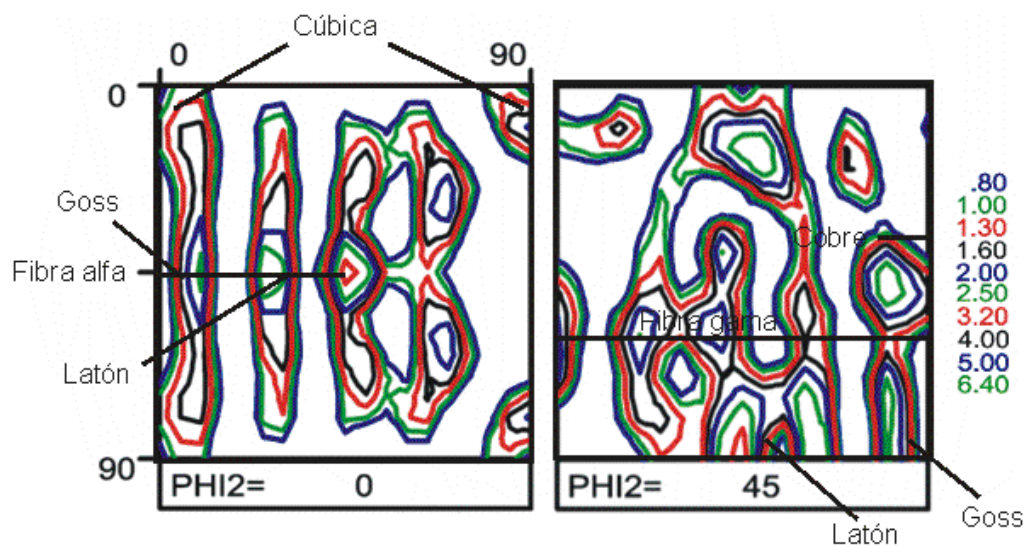 Cúbica
0 90
0
Goss
Fibra alfa
Latón
90
PHI2= 0
Cobre
Fibra gama
PHI2= 45
Latón
Goss
.80
1.00
1.30
1.60
2.00
2.50
3.20
4.00
5.00
6.40